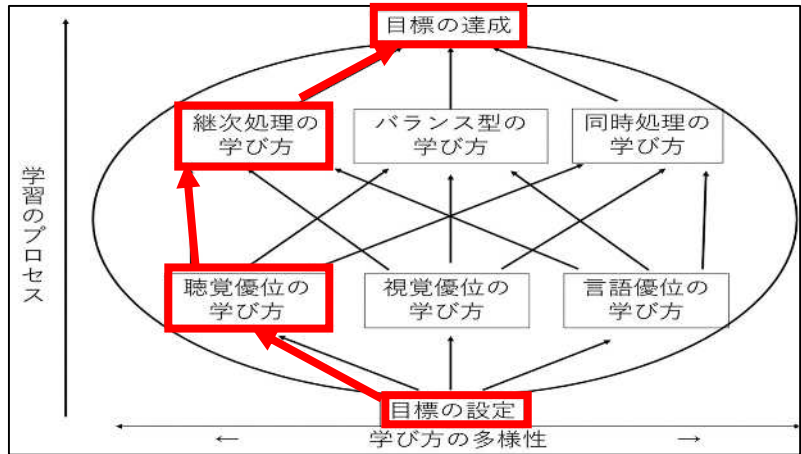 目標の達成
継次処理の
学び方
バランス型の
学び方
同時処理の
学び方
学習のプロセス
聴覚優位の
学び方
視覚優位の
学び方
言語優位の
学び方
目標の設定
← 学び方の多様性 →